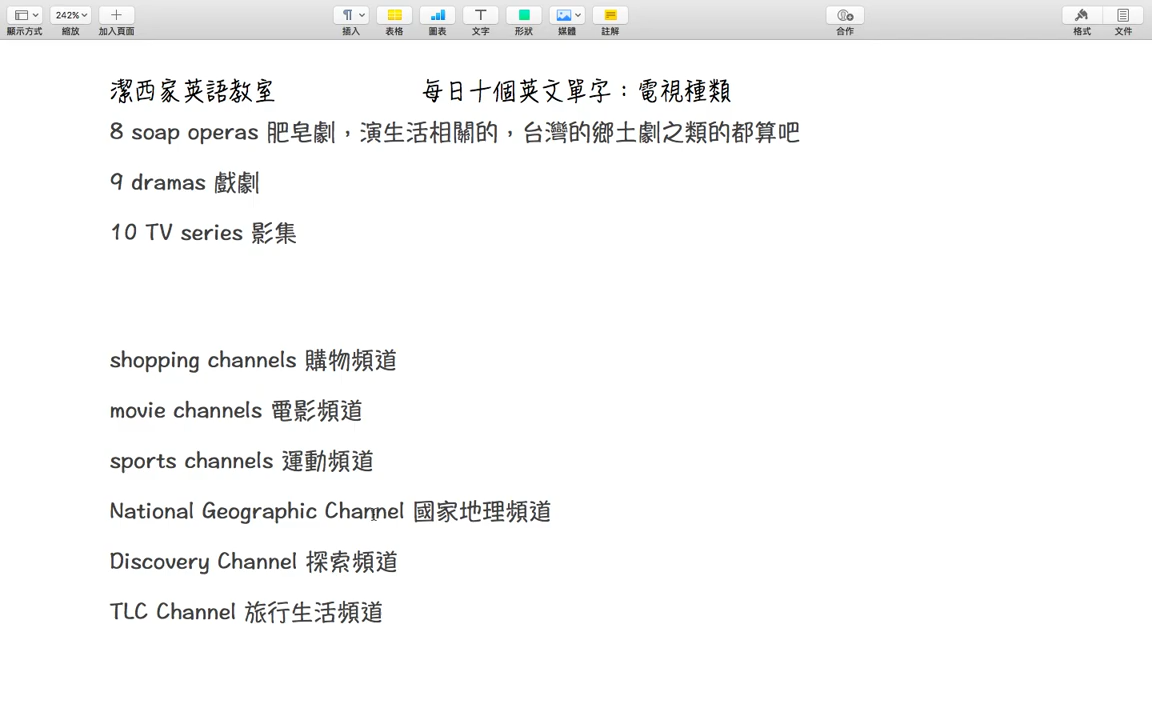 242%
顯示方式 縮放 加入頁面 插入 表格 圖表 文字 形狀 媒體 註解 合作 格式 文件
潔西家英語教室 每日十個英文單字：電視種類
8 soap operas 肥皂劇，演生活相關的，台灣的鄉土劇之類的都算吧
9 dramas 戲劇
10 TV series 影集
shopping channels 購物頻道
movie channels 電影頻道
sports channels 運動頻道
National Geographic Channel 國家地理頻道
Discovery Channel 探索頻道
TLC Channel 旅行生活頻道